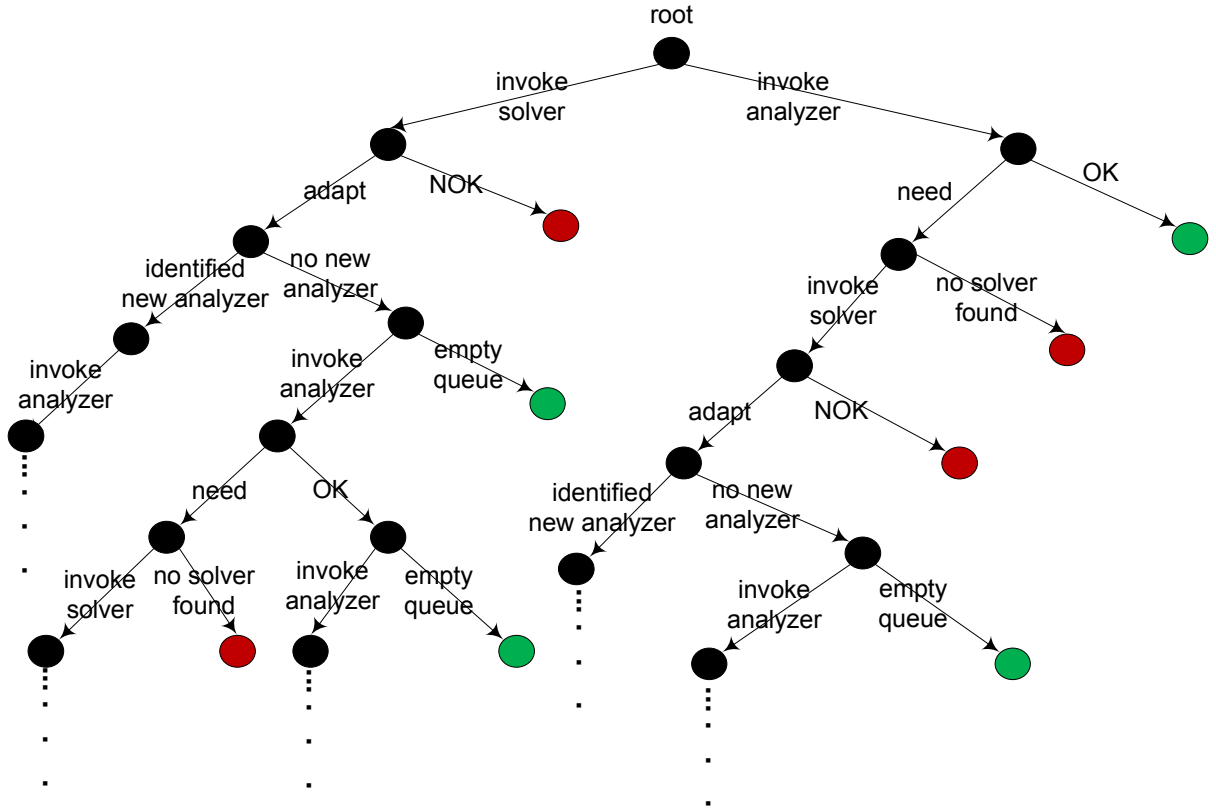 root
invoke
solver
invoke
analyzer
adapt
NOK
need
OK
identified
new analyzer
no new
analyzer
invoke
solver
no solver
found
invoke
analyzer
invoke
analyzer
empty
queue
adapt
NOK
need
OK
identified
new analyzer
no new
analyzer
invoke
solver
no solver
found
invoke
analyzer
empty
queue
invoke
analyzer
empty
queue